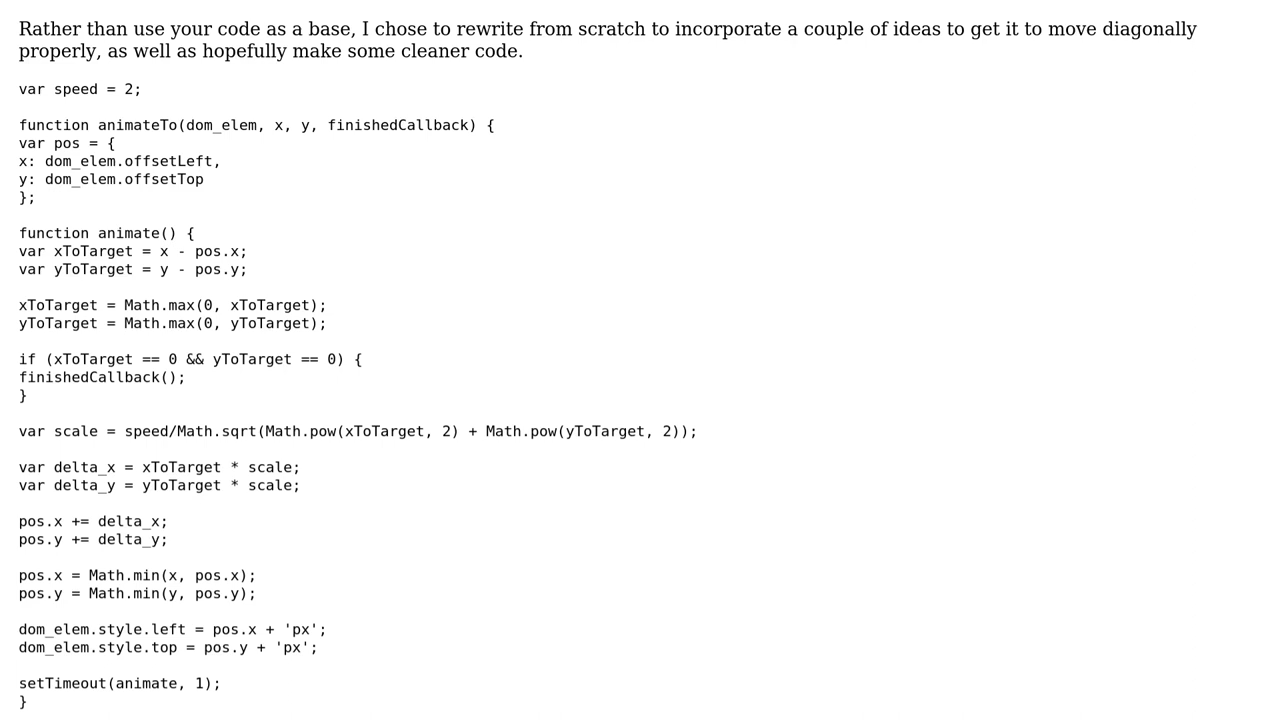 Rather than use your code as a base, I chose to rewrite from scratch to incorporate a couple of ideas to get it to move diagonally
properly, as well as hopefully make some cleaner code.
var speed = 2;
function animateTo(dom_elem, x, y, finishedCallback) {
var pos = {
x: dom_elem.offsetLeft,
y: dom_elem.offsetTop
};
function animate() {
var xToTarget = x - pos.x;
var yToTarget = y - pos.y;
xToTarget = Math.max(0, xToTarget);
yToTarget = Math.max(0, yToTarget);
if (xToTarget == 0 && yToTarget == 0) {
finishedCallback();
}
var scale = speed/Math.sqrt(Math.pow(xToTarget, 2) + Math.pow(yToTarget, 2));
var delta_x = xToTarget * scale;
var delta_y = yToTarget * scale;
pos.x += delta_x;
pos.y += delta_y;
pos.x = Math.min(x, pos.x);
pos.y = Math.min(y, pos.y);
dom_elem.style.left = pos.x + 'px';
dom_elem.style.top = pos.y + 'px';
setTimeout(animate, 1);
}